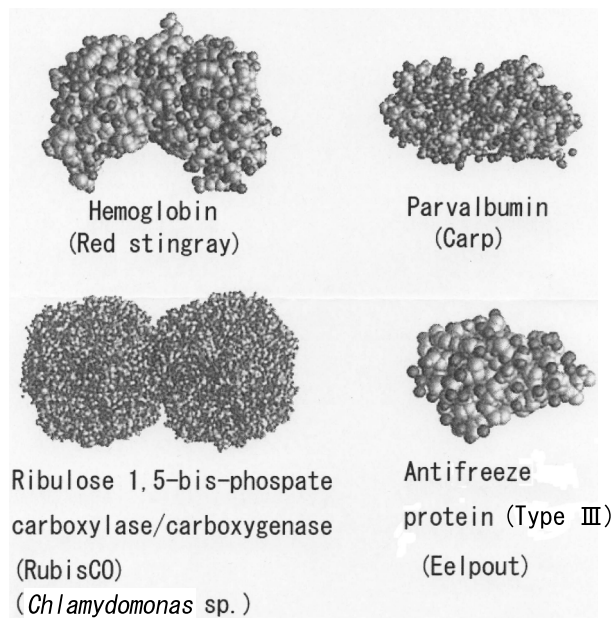 Hemoglobin
(Red stingray)
Parvalbumin
(Carp)
Ribulose 1,5-bis-phospate
carboxylase/carboxygenase
(RubisCO)
(Chlamydomonas sp.)
Antifreeze
protein (Type Ⅲ)
(Eelpout)